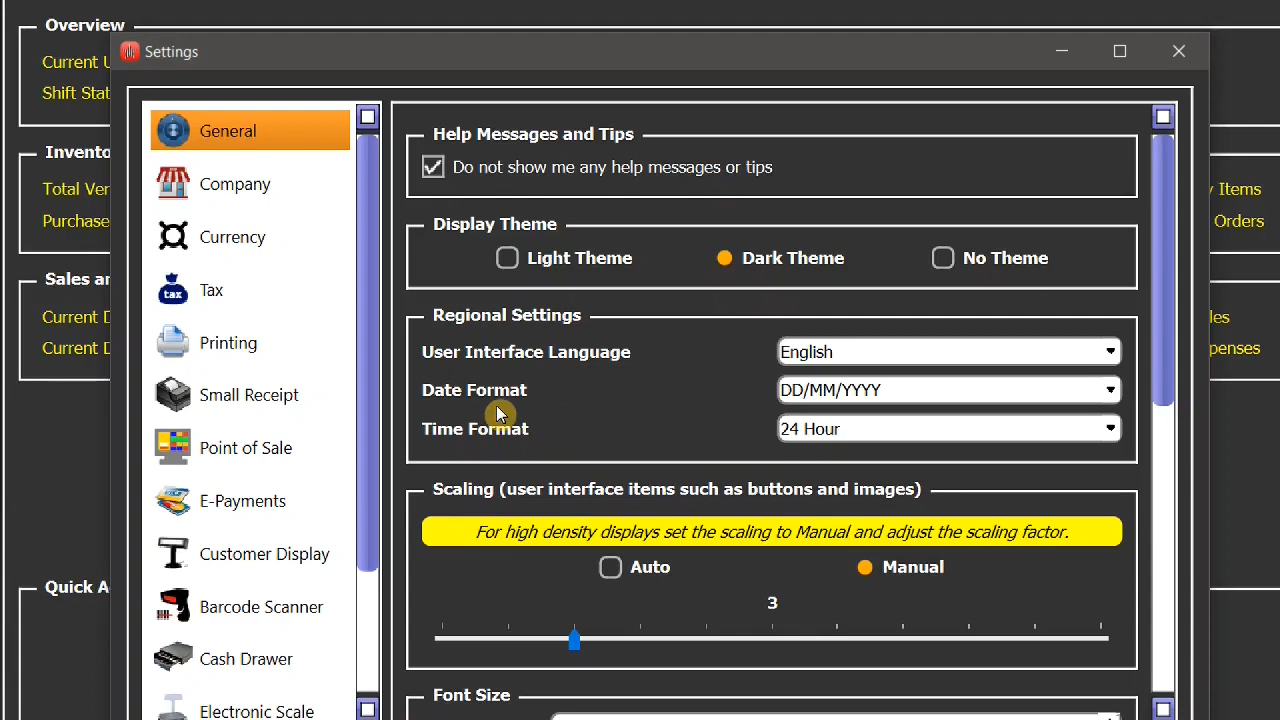 Overview
Settings
Current U
Shift Stat
Invento
Total Ver
Purchase
Items
Orders
Sales an
Current D
Current D
les
penses
Quick A
General
Company
Currency
tax
Tax
Printing
Small Receipt
Point of Sale
E-Payments
Customer Display
Barcode Scanner
Cash Drawer
Electronic Scale
Help Messages and Tips
Do not show me any help messages or tips
Display Theme
Light Theme Dark Theme No Theme
Regional Settings
User Interface Language English
Date Format DD/MM/YYYY
Time Format 24 Hour
Scaling (user interface items such as buttons and images)
For high density displays set the scaling to Manual and adjust the scaling factor.
Auto Manual
3
Font Size